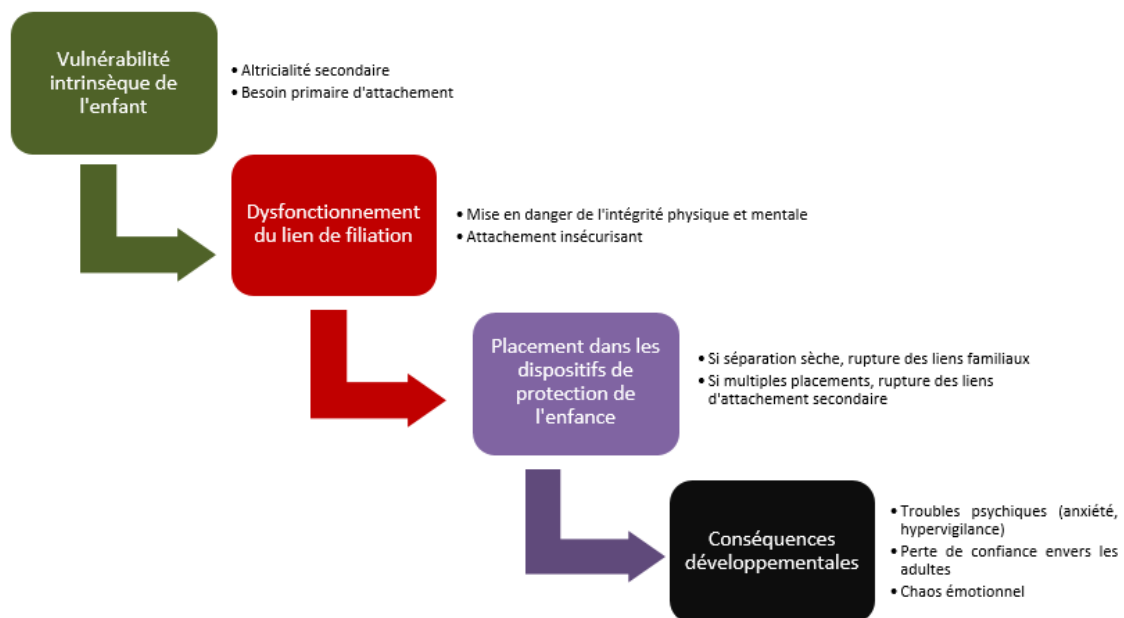 Vulnérabilité
intrinsèque de
l'enfant
• Altricialité secondaire
• Besoin primaire d'attachement
Dysfonctionnement
du lien de filiation
• Mise en danger de l'intégrité physique et mentale
• Attachement insécurisant
Placement dans les
dispositifs de
protection de
l'enfance
• Si séparation sèche, rupture des liens familiaux
• Si multiples placements, rupture des liens
d'attachement secondaire
Conséquences
développementales
• Troubles psychiques (anxiété,
hypervigilance)
• Perte de confiance envers les
adultes
• Chaos émotionnel